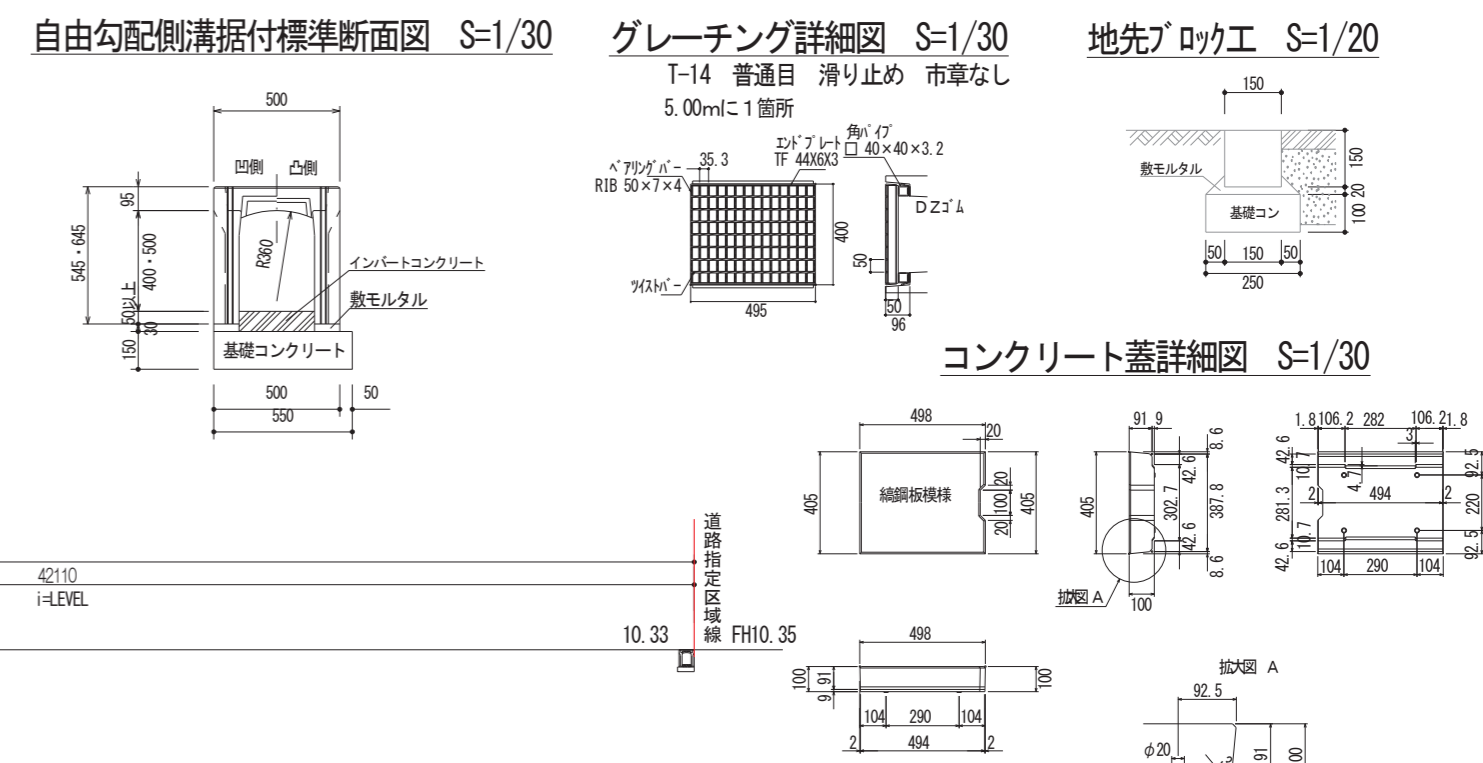 自由勾配側溝据付標準断面図　S=1/30
500
凹側　凸側
95
545・645
400・500
R360
インバートコンクリート
50以上
敷モルタル
30
150
基礎コンクリート
500
50
550
グレーチング詳細図　S=1/30
T-14　普通目　滑り止め　市章なし
5.00mに1箇所
ベアリングバー
RIB 50×7×4
35.3
エンドプレート
TF 44X6X3
角パイプ
□ 40×40×3.2
DZゴム
400
50
ツイストバー
495
50
96
地先ブロック工　S=1/20
150
敷モルタル
150
20
100
基礎コン
50
150
50
250
コンクリート蓋詳細図　S=1/30
498
20
405
縞鋼板模様
20
100
20
405
91
9
8.6
405
42.6
302.7
387.8
42.6
8.6
拡大図 A
100
1.8
106.2
282
106.2
1.8
3
42.6
10.7
4.7
92.5
2
494
2
281.3
220
10.7
42.6
92.5
104
290
104
42110
i=LEVEL
道路指定区域線
10.33
FH10.35
498
100
91
9
100
104
290
104
2
494
2
拡大図 A
92.5
φ20
91